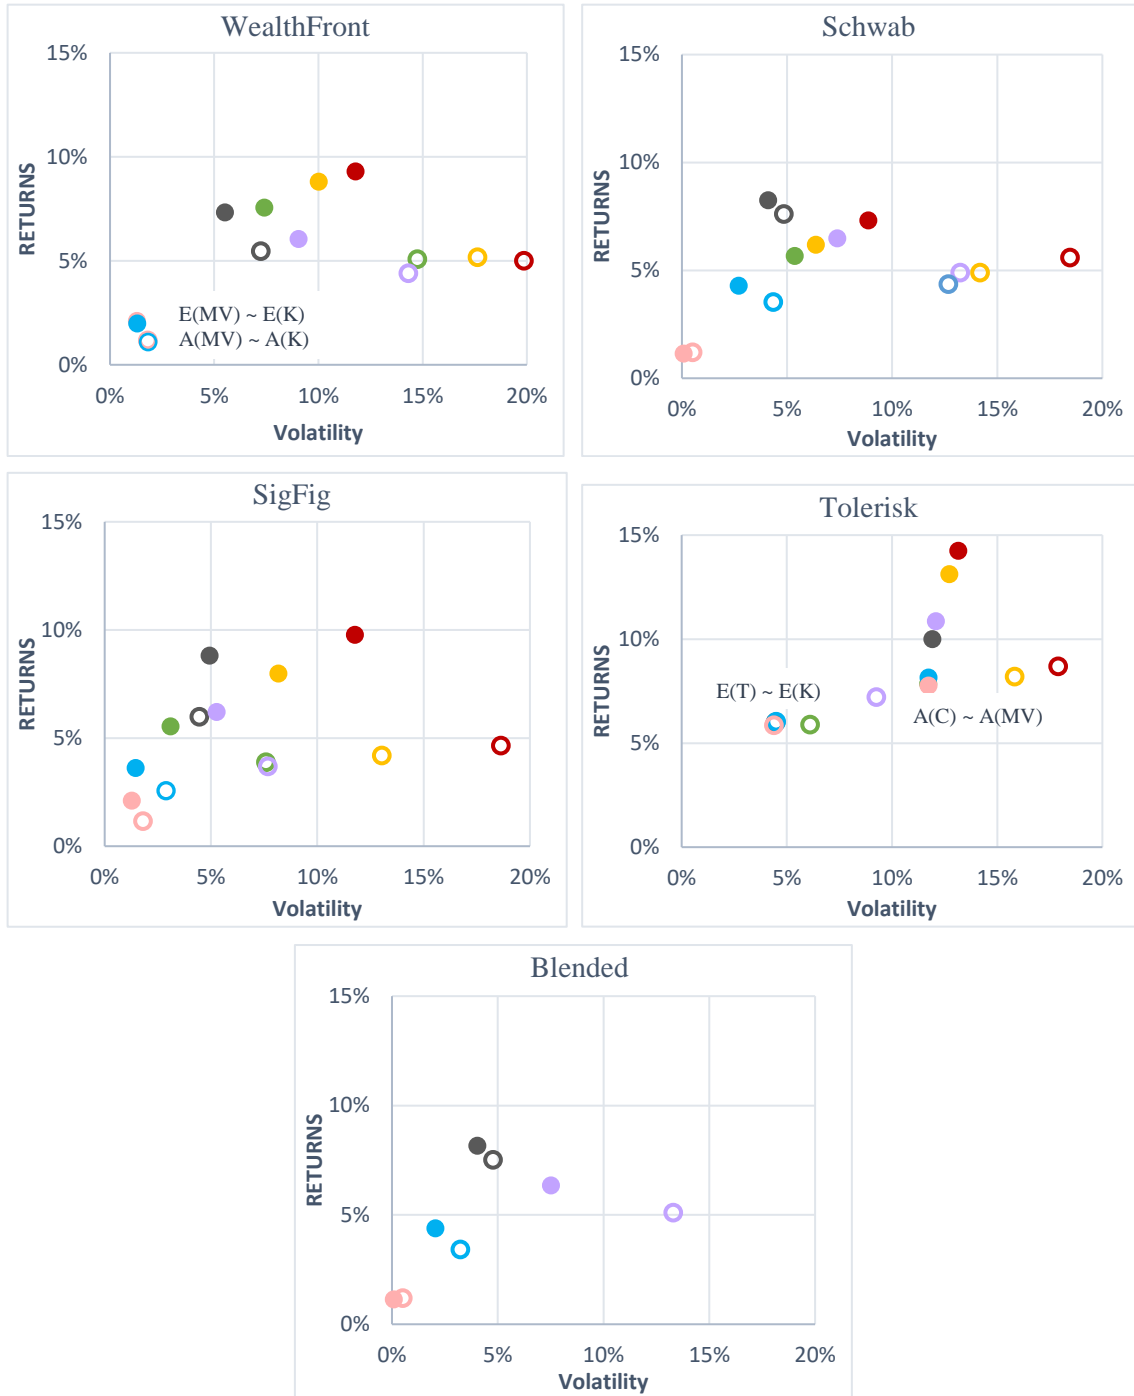 WealthFront
15%
10%
5%
0%
RETURNS
E(MV) ~ E(K)
A(MV) ~ A(K)
0% 5% 10% 15% 20%
Volatility
Schwab
15%
10%
5%
0%
RETURNS
0% 5% 10% 15% 20%
Volatility
SigFig
15%
10%
5%
0%
RETURNS
0% 5% 10% 15% 20%
Volatility
Tolerisk
15%
10%
5%
0%
RETURNS
E(T) ~ E(K)
A(C) ~ A(MV)
0% 5% 10% 15% 20%
Volatility
Blended
15%
10%
5%
0%
RETURNS
0% 5% 10% 15% 20%
Volatility